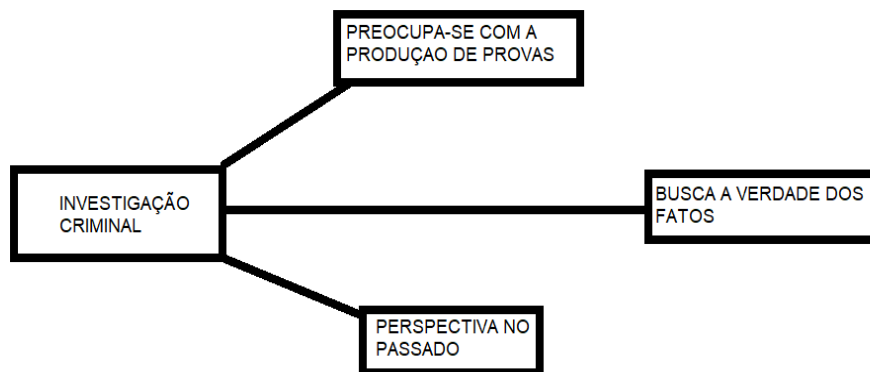 PREOCUPA-SE COM A
PRODUÇAO DE PROVAS
INVESTIGAÇÃO
CRIMINAL
BUSCA A VERDADE DOS
FATOS
PERSPECTIVA NO
PASSADO